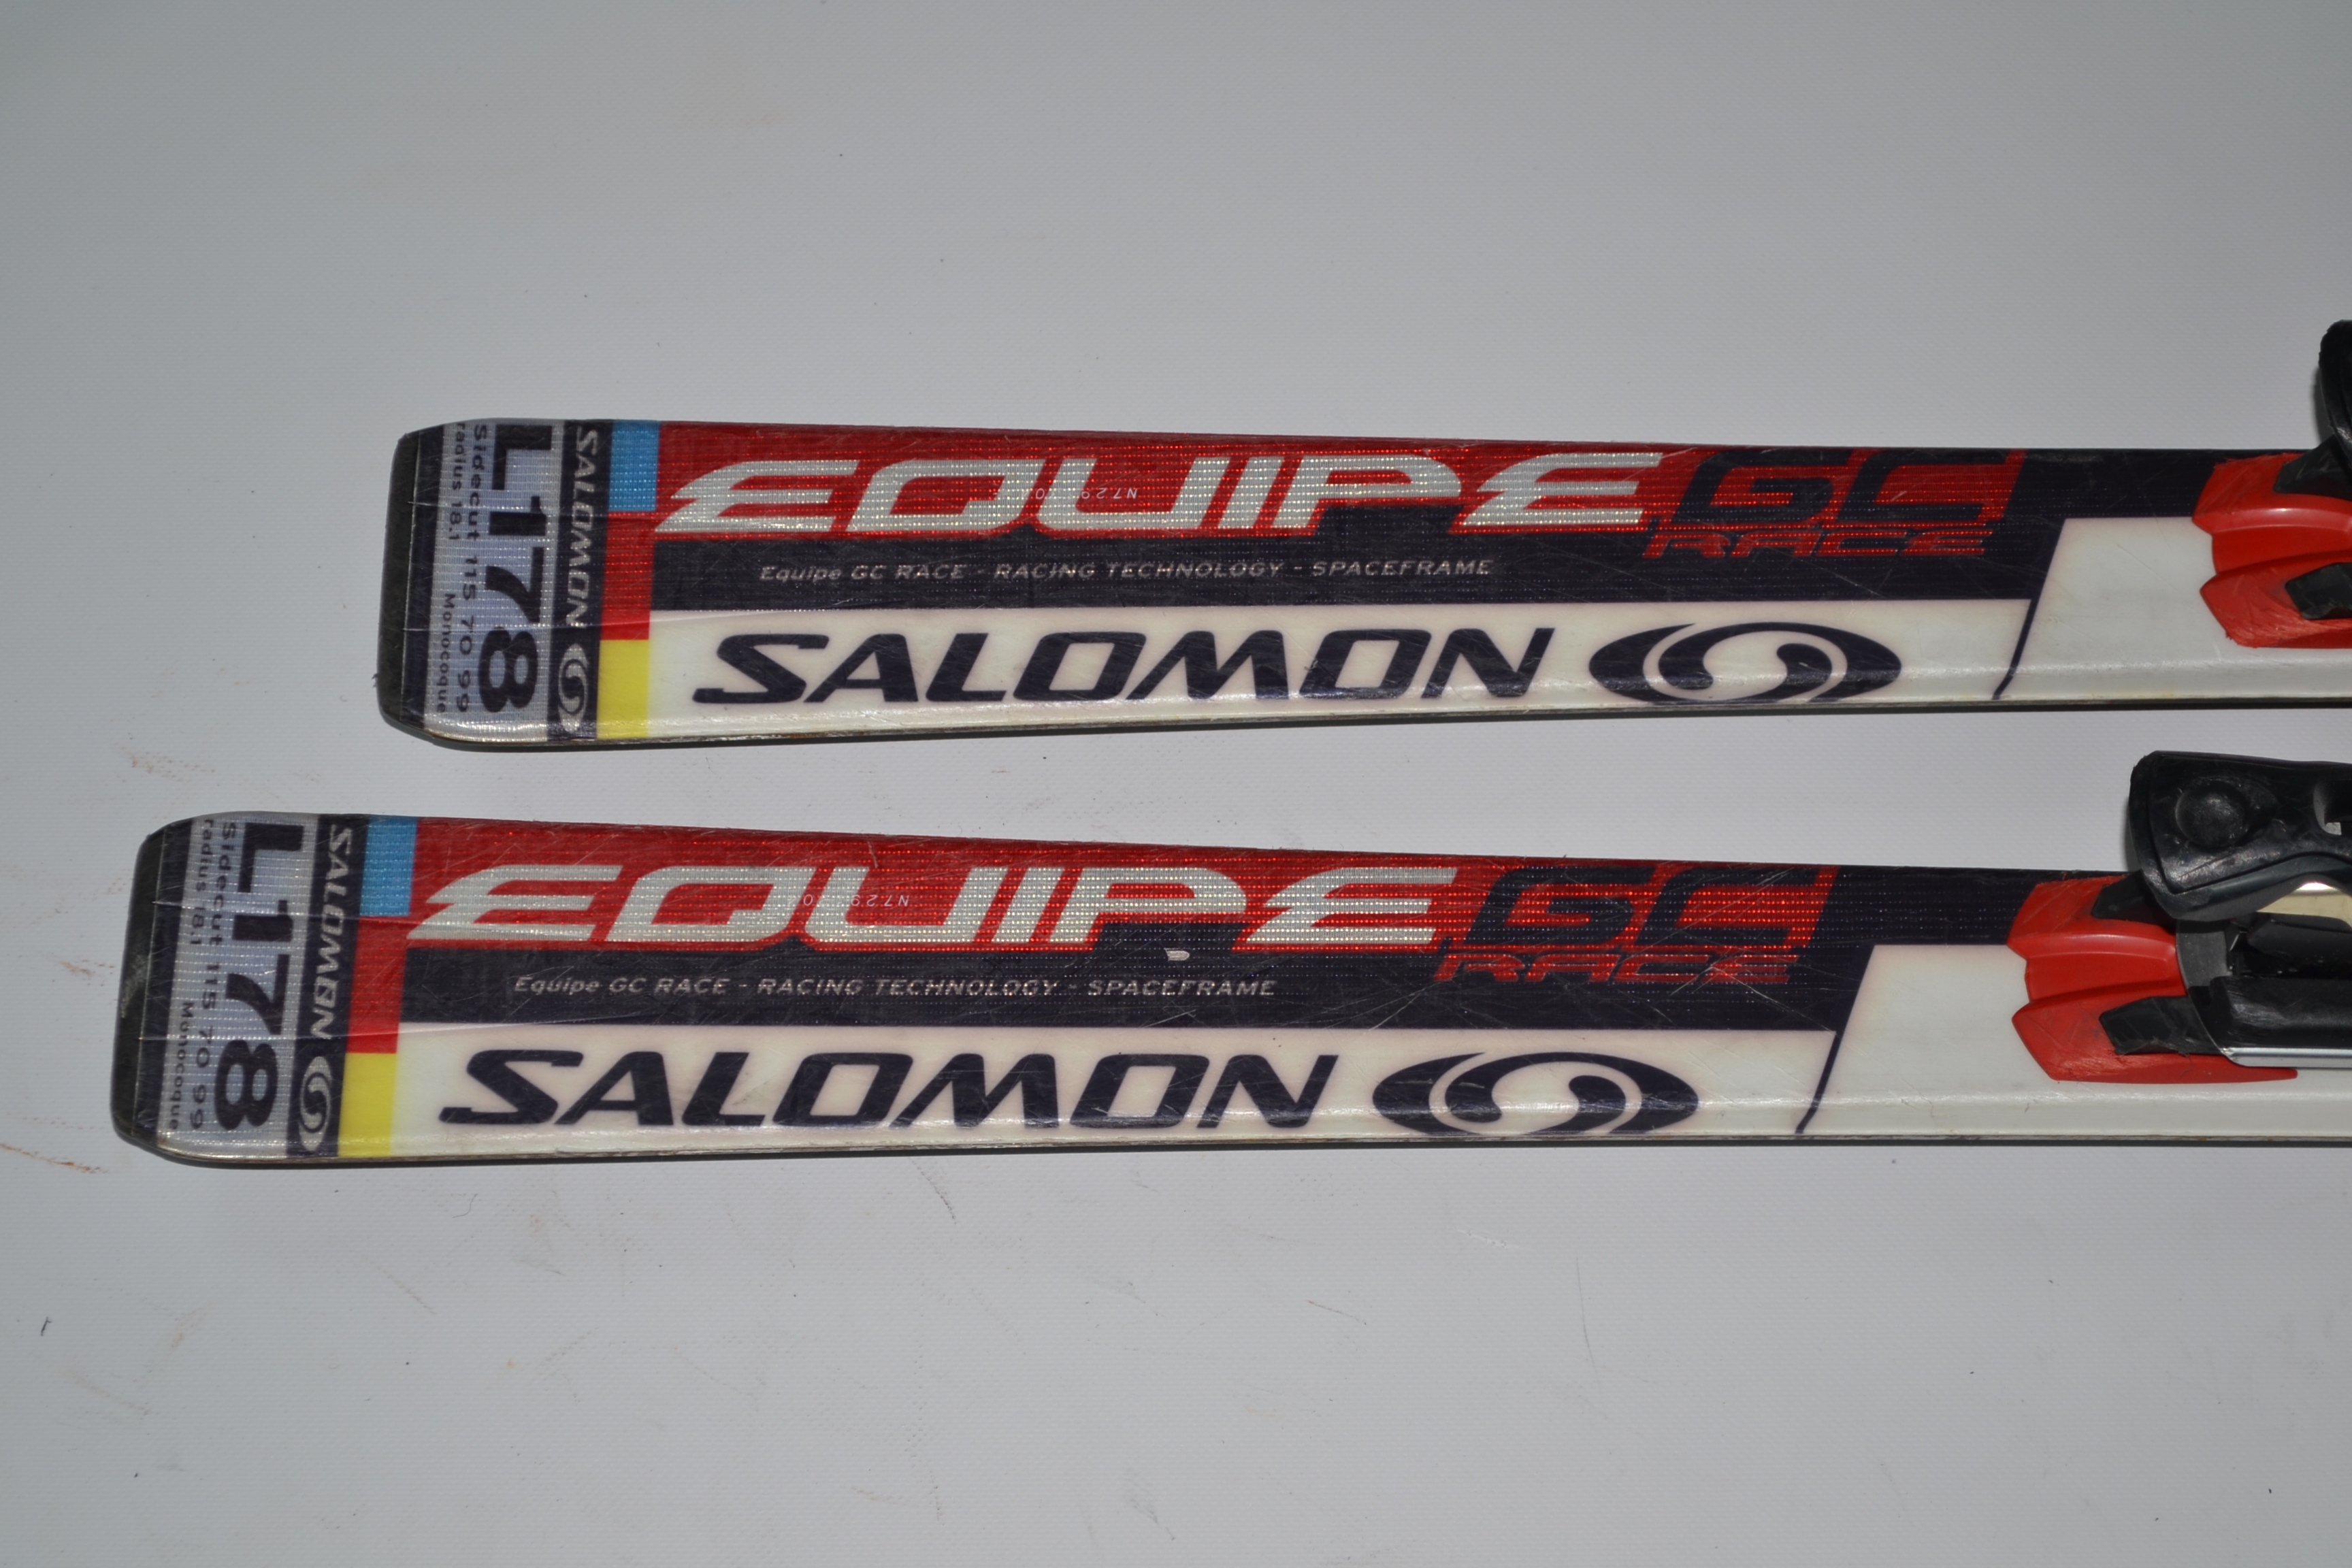 EQUIPE GC
RACE
Equipe GC RACE - RACING TECHNOLOGY - SPACEFRAME
SALOMON
SALOMON
L178
Sidecut 115 70 99
radius 18.1 Monocoque
EQUIPE GC
RACE
Equipe GC RACE - RACING TECHNOLOGY - SPACEFRAME
SALOMON
SALOMON
L178
Sidecut 115 70 99
radius 18.1 Monocoque